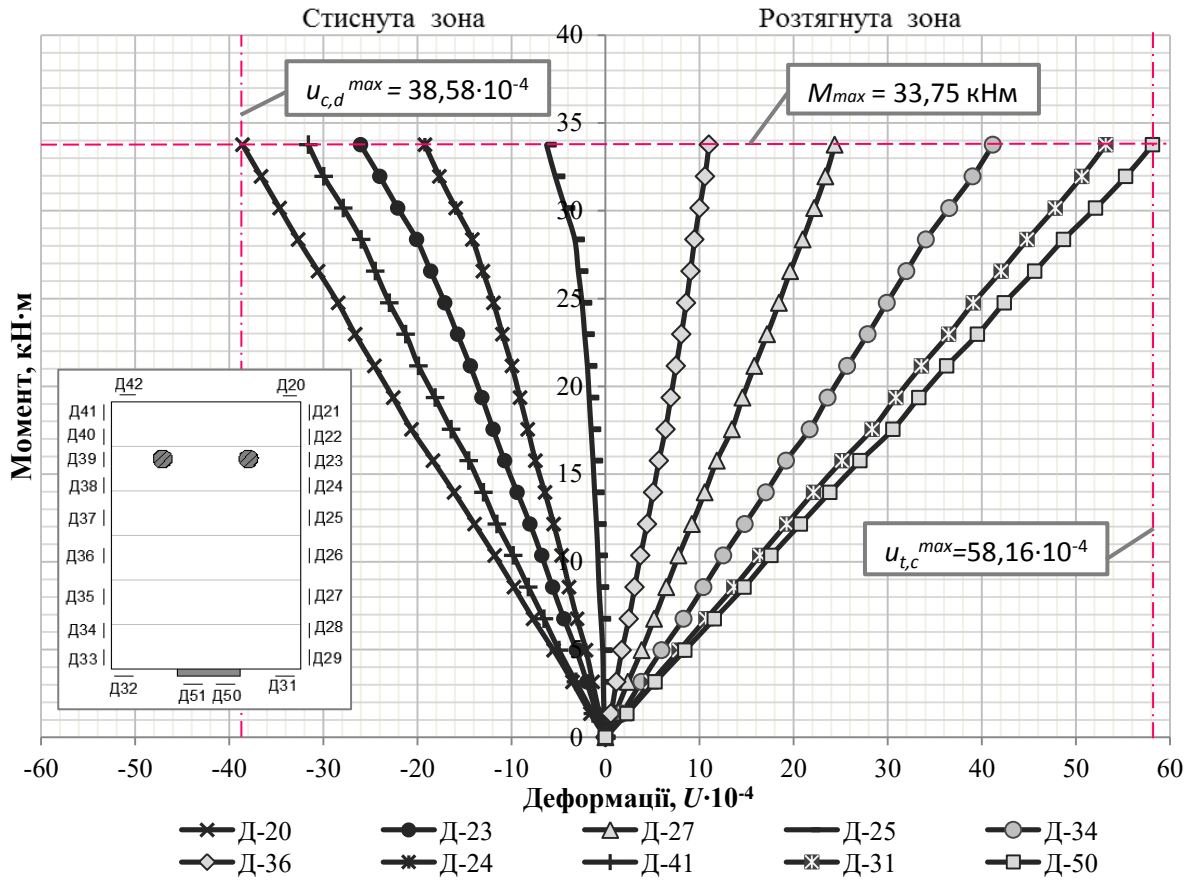 Стиснута зона Розтягнута зона
u_c,d^max = 38,58·10⁻⁴
M_max = 33,75 кНм
u_t,c^max=58,16·10⁻⁴
Момент, кН·м
40
35
30
25
20
15
10
5
0
Д42 Д20
Д41 Д21
Д40 Д22
Д39 Д23
Д38 Д24
Д37 Д25
Д36 Д26
Д35 Д27
Д34 Д28
Д33 Д29
Д32 Д51 Д50 Д31
-60 -50 -40 -30 -20 -10 0 10 20 30 40 50 60
Деформації, U·10⁻⁴
Д-20 Д-23 Д-27 Д-25 Д-34
Д-36 Д-24 Д-41 Д-31 Д-50